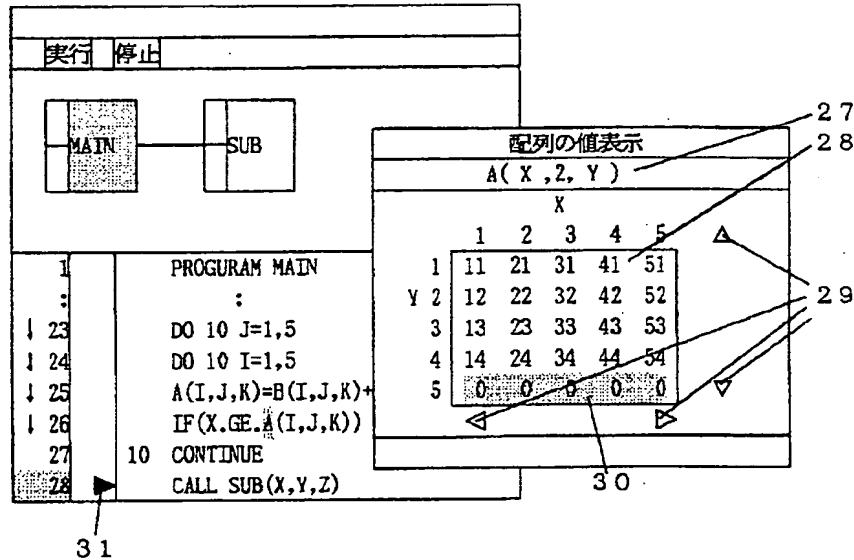 実行 停止
MAIN SUB
1 PROGURAM MAIN
: :
↓ 23 DO 10 J=1,5
↓ 24 DO 10 I=1,5
↓ 25 A(I,J,K)=B(I,J,K)+
↓ 26 IF(X.GE.A(I,J,K))
27 10 CONTINUE
28 ▶ CALL SUB(X,Y,Z)
31
配列の値表示
A( X ,2, Y )
X
1 2 3 4 5
1 11 21 31 41 51
Y 2 12 22 32 42 52
3 13 23 33 43 53
4 14 24 34 44 54
5 0 0 0 0 0
27
28
29
30